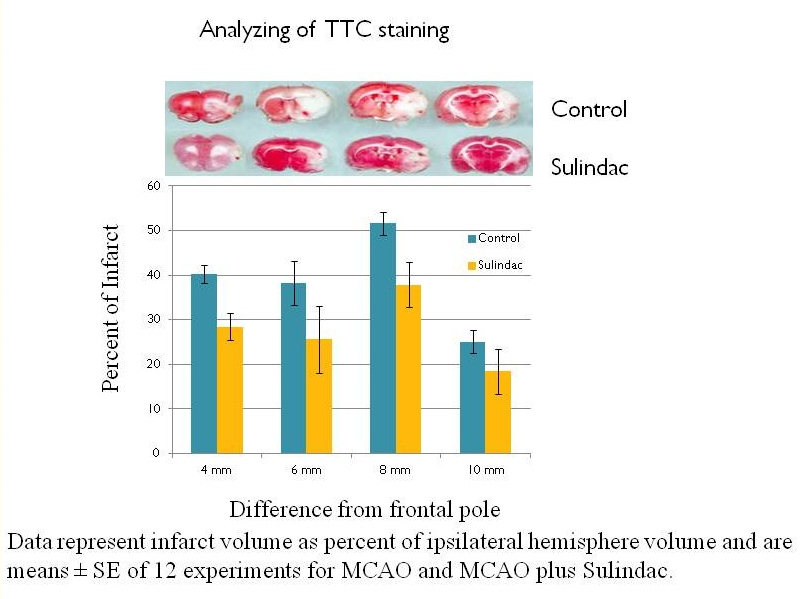 Analyzing of TTC staining
Control
Sulindac
60
50
40
30
20
10
0
Percent of Infarct
Control
Sulindac
4 mm
6 mm
8 mm
10 mm
Difference from frontal pole
Data represent infarct volume as percent of ipsilateral hemisphere volume and are
means ± SE of 12 experiments for MCAO and MCAO plus Sulindac.